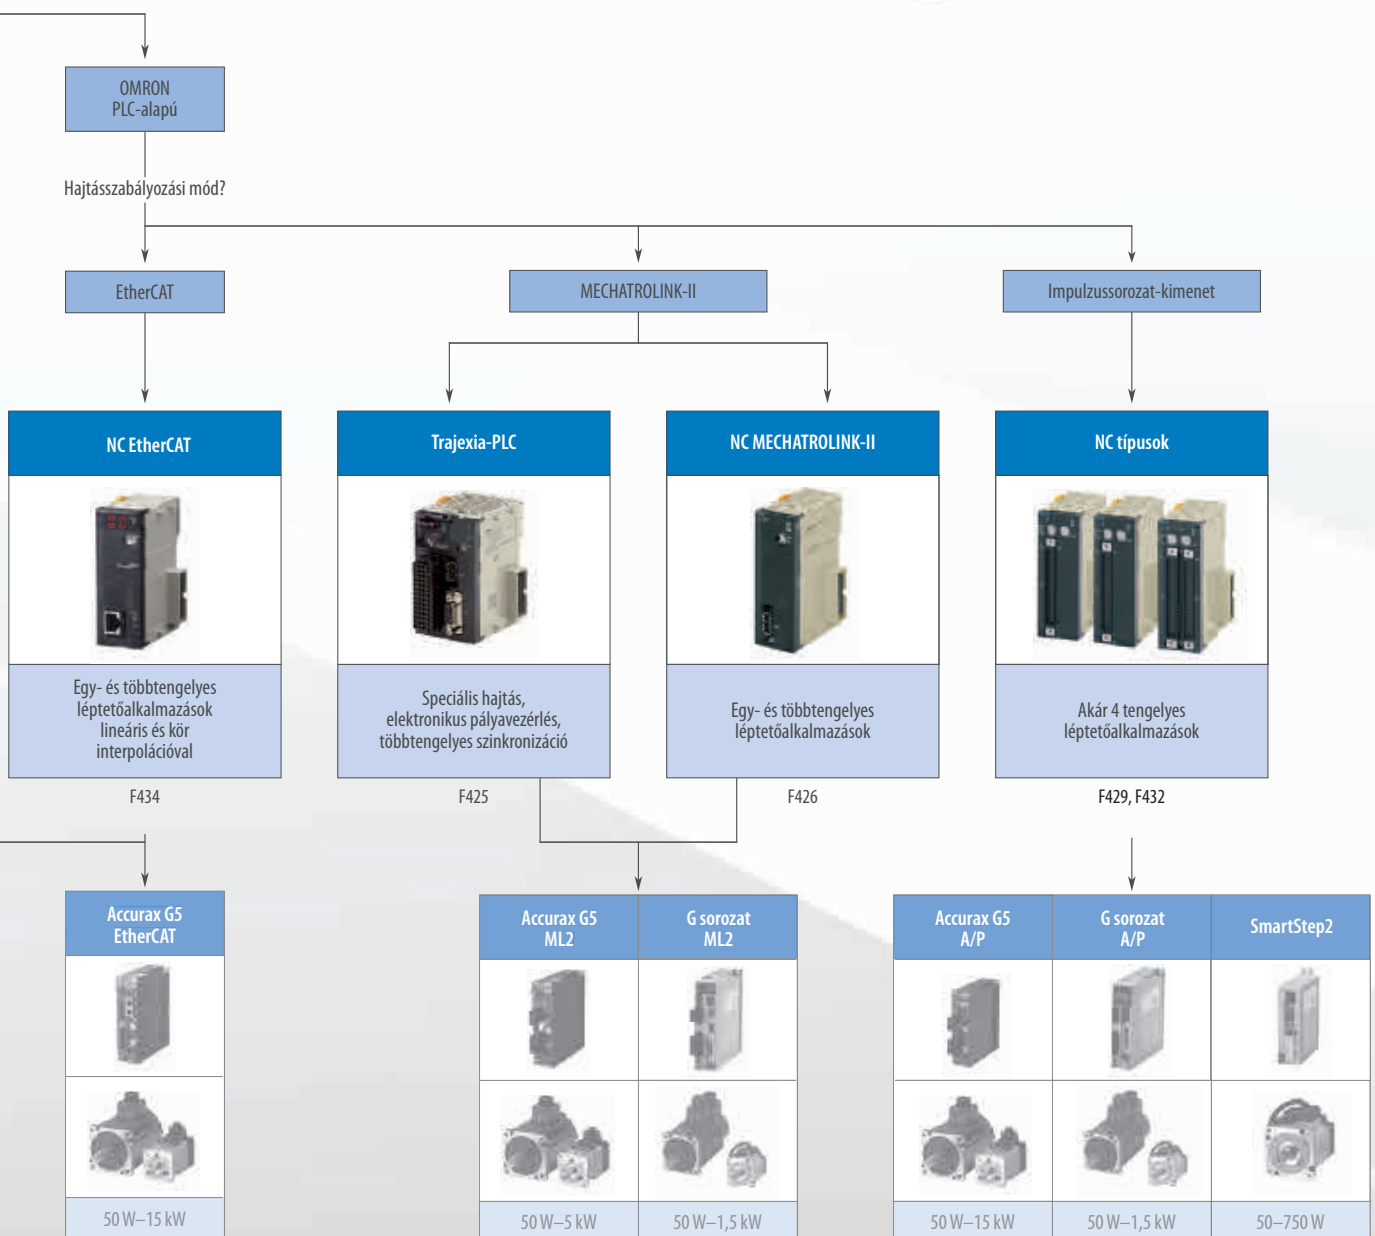 OMRON
PLC-alapú
Hajtásszabályozási mód?
EtherCAT
MECHATROLINK-II
Impulzussorozat-kimenet
NC EtherCAT
Trajexia-PLC
NC MECHATROLINK-II
NC típusok
Egy- és többtengelyes
léptetőalkalmazások
lineáris és kör
interpolációval
Speciális hajtás,
elektronikus pályavezérlés,
többtengelyes szinkronizáció
Egy- és többtengelyes
léptetőalkalmazások
Akár 4 tengelyes
léptetőalkalmazások
F434
F425
F426
F429, F432
Accurax G5
EtherCAT
Accurax G5
ML2
G sorozat
ML2
Accurax G5
A/P
G sorozat
A/P
SmartStep2
50 W–15 kW
50 W–5 kW
50 W–1,5 kW
50 W–15 kW
50 W–1,5 kW
50–750 W